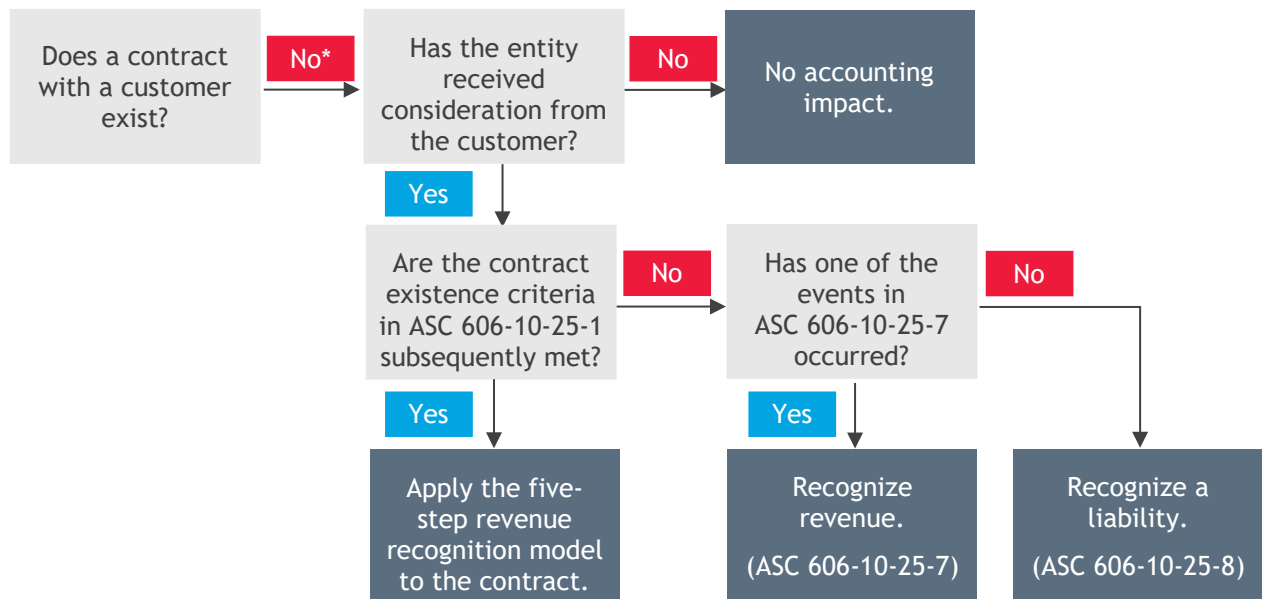 Does a contract
with a customer
exist?
No*
Has the entity
received
consideration from
the customer?
No
No accounting
impact.
Yes
Are the contract
existence criteria
in ASC 606-10-25-1
subsequently met?
No
Has one of the
events in
ASC 606-10-25-7
occurred?
No
Yes
Yes
Apply the five-
step revenue
recognition model
to the contract.
Recognize
revenue.
(ASC 606-10-25-7)
Recognize a
liability.
(ASC 606-10-25-8)